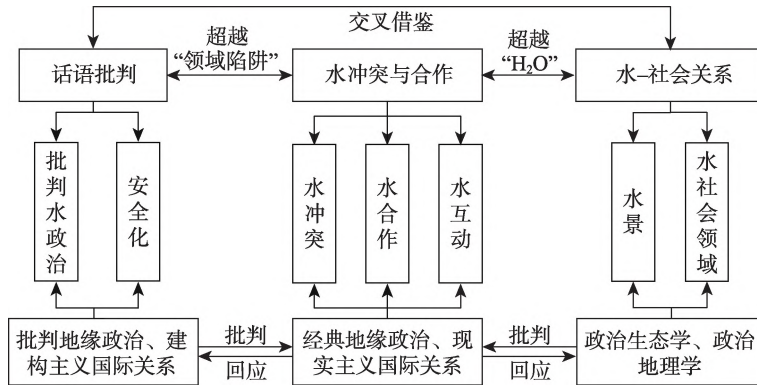 交叉借鉴
话语批判
超越
“领域陷阱”
水冲突与合作
超越
“H₂O”
水–社会关系
批判水政治
安全化
水冲突
水合作
水互动
水景
水社会领域
批判地缘政治、建
构主义国际关系
批判
回应
经典地缘政治、现
实主义国际关系
批判
回应
政治生态学、政治
地理学